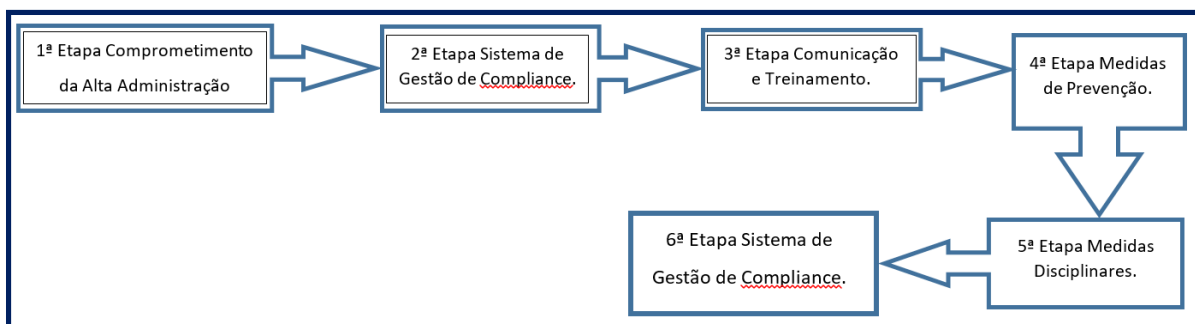 1ª Etapa Comprometimento
da Alta Administração
2ª Etapa Sistema de
Gestão de Compliance.
3ª Etapa Comunicação
e Treinamento.
4ª Etapa Medidas
de Prevenção.
5ª Etapa Medidas
Disciplinares.
6ª Etapa Sistema de
Gestão de Compliance.